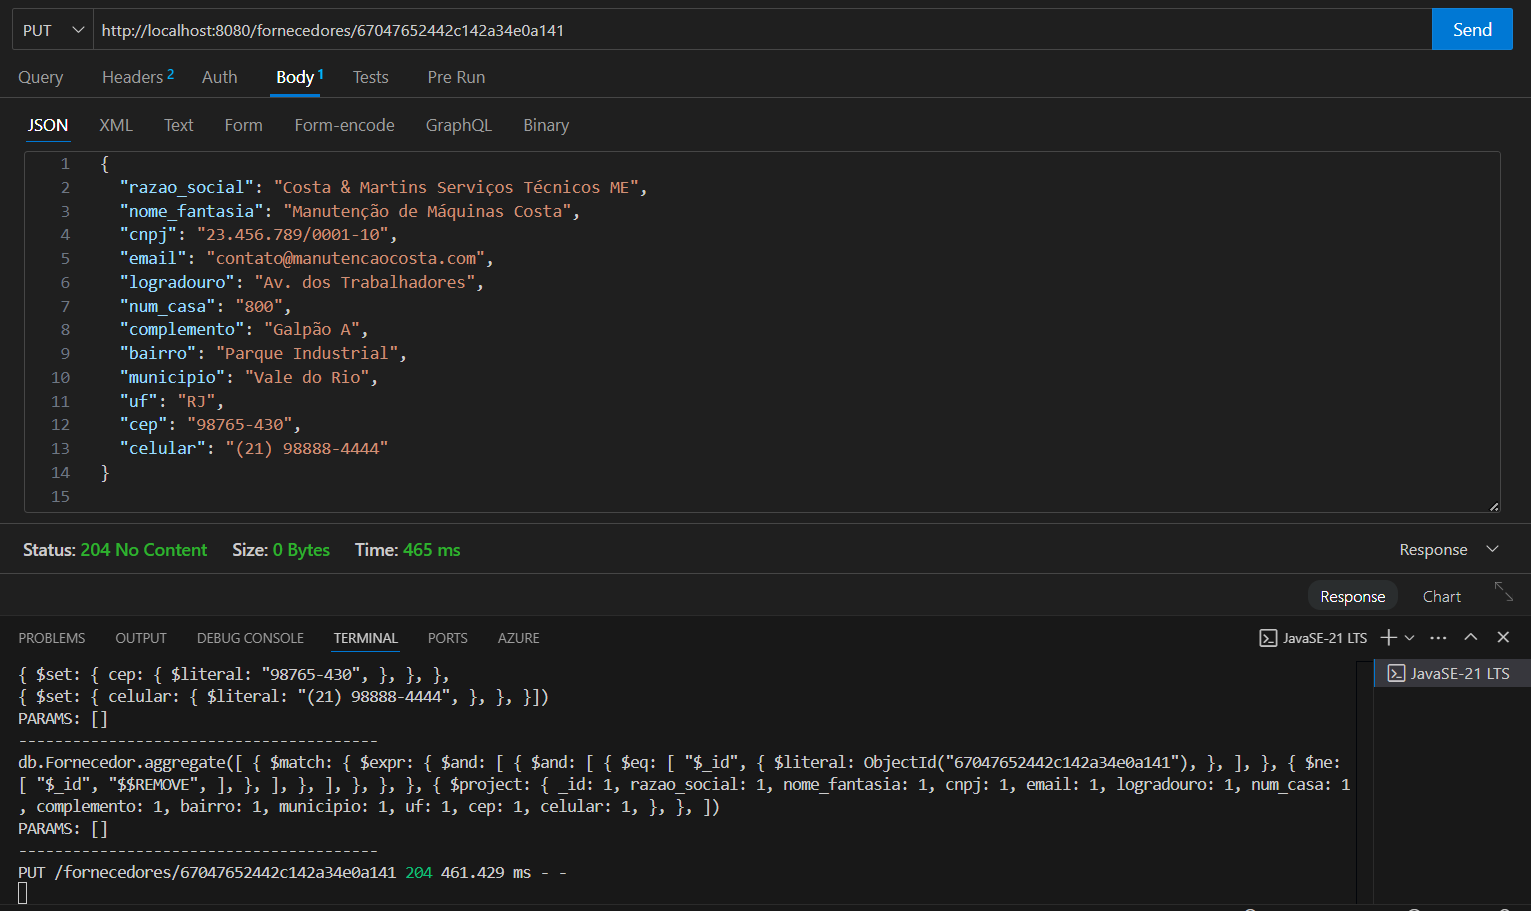 PUT http://localhost:8080/fornecedores/67047652442c142a34e0a141 Send
Query Headers 2 Auth Body 1 Tests Pre Run
JSON XML Text Form Form-encode GraphQL Binary
1 {
2 "razao_social": "Costa & Martins Serviços Técnicos ME",
3 "nome_fantasia": "Manutenção de Máquinas Costa",
4 "cnpj": "23.456.789/0001-10",
5 "email": "contato@manutencaocosta.com",
6 "logradouro": "Av. dos Trabalhadores",
7 "num_casa": "800",
8 "complemento": "Galpão A",
9 "bairro": "Parque Industrial",
10 "municipio": "Vale do Rio",
11 "uf": "RJ",
12 "cep": "98765-430",
13 "celular": "(21) 98888-4444"
14 }
15
Status: 204 No Content Size: 0 Bytes Time: 465 ms Response
Response Chart
PROBLEMS OUTPUT DEBUG CONSOLE TERMINAL PORTS AZURE JavaSE-21 LTS
JavaSE-21 LTS
{ $set: { cep: { $literal: "98765-430", }, }, },
{ $set: { celular: { $literal: "(21) 98888-4444", }, }, }])
PARAMS: []
----------------------------------------
db.Fornecedor.aggregate([ { $match: { $expr: { $and: [ { $and: [ { $eq: [ "$_id", { $literal: ObjectId("67047652442c142a34e0a141"), }, ], }, { $ne:
[ "$_id", "$$REMOVE", ], }, ], }, ], }, }, }, { $project: { _id: 1, razao_social: 1, nome_fantasia: 1, cnpj: 1, email: 1, logradouro: 1, num_casa: 1
, complemento: 1, bairro: 1, municipio: 1, uf: 1, cep: 1, celular: 1, }, }, ])
PARAMS: []
----------------------------------------
PUT /fornecedores/67047652442c142a34e0a141 204 461.429 ms - -